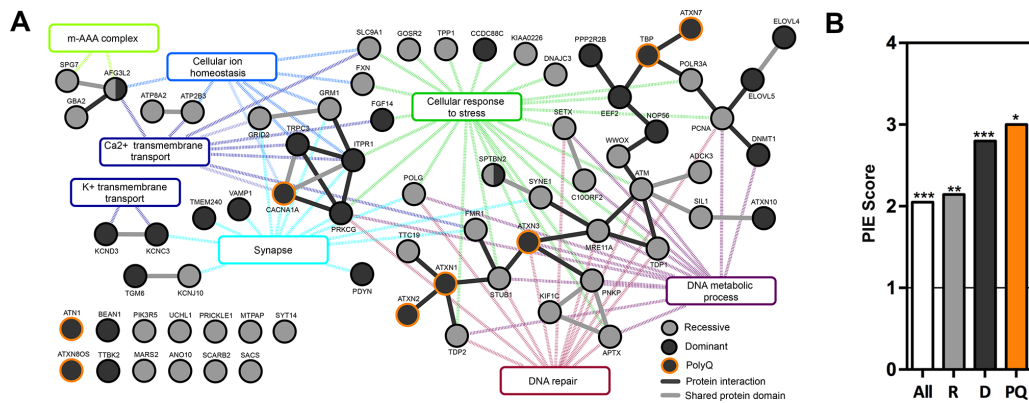 A
B
m-AAA complex
SPG7
AFG3L2
GBA2
Cellular ion
homeostasis
ATP8A2
ATP2B3
SLC9A1
GOSR2
TPP1
CCDC88C
KIAA0226
DNAJC3
FXN
GRM1
FGF14
GRID2
TRPC3
ITPR1
Cellular response
to stress
PPP2R2B
TBP
ATXN7
ELOVL4
POLR3A
ELOVL5
EEF2
NOP56
PCNA
DNMT1
SETX
WWOX
ADCK3
Ca2+ transmembrane
transport
K+ transmembrane
transport
KCND3
KCNC3
TMEM240
VAMP1
CACNA1A
PRKCG
POLG
SPTBN2
SYNE1
C10ORF2
ATM
SIL1
ATXN10
Synapse
TTC19
FMR1
ATXN3
MRE11A
TDP1
TGM6
KCNJ10
PDYN
ATXN1
ATXN2
STUB1
KIF1C
PNKP
DNA metabolic
process
TDP2
APTX
DNA repair
ATN1
BEAN1
PIK3R5
UCHL1
PRICKLE1
MTPAP
SYT14
ATXN8OS
TTBK2
MARS2
ANO10
SCARB2
SACS
Recessive
Dominant
PolyQ
Protein interaction
Shared protein domain
PIE Score
4
3
2
1
0
***
**
***
*
All R D PQ